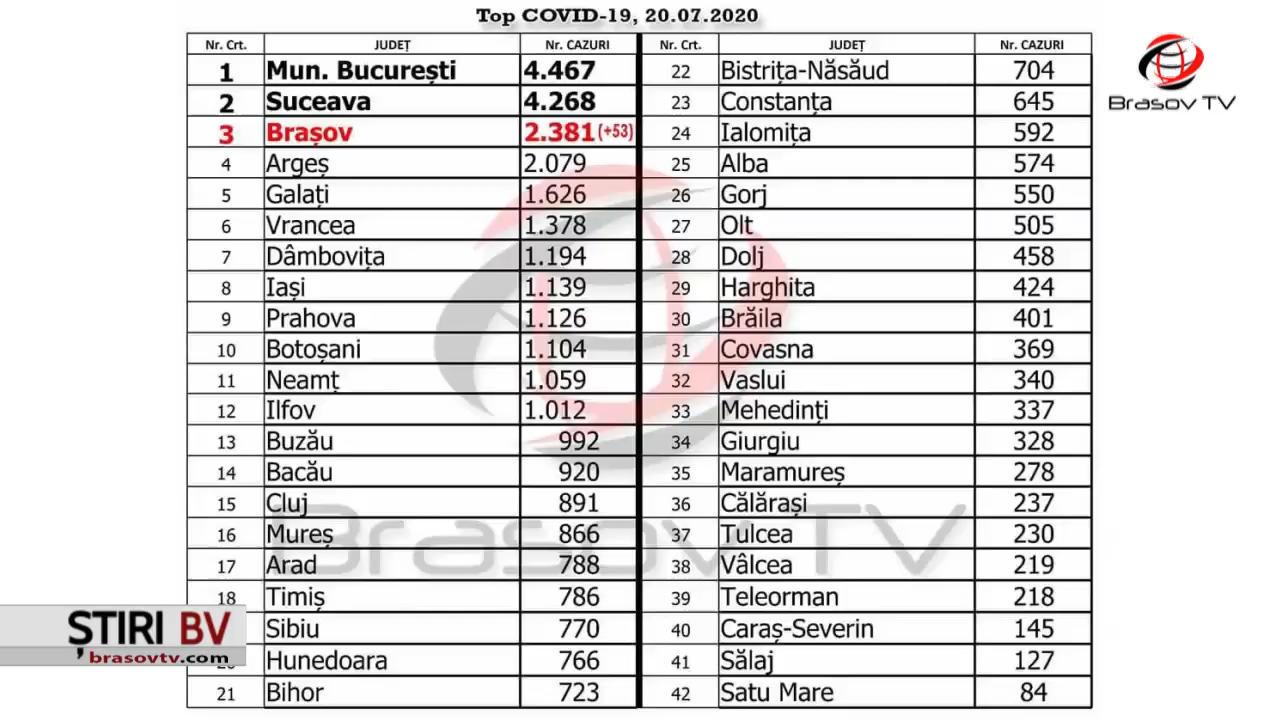 Top COVID-19, 20.07.2020
Nr. Crt. JUDEȚ Nr. CAZURI Nr. Crt. JUDEȚ Nr. CAZURI
1 Mun. București 4.467 22 Bistrița-Năsăud 704
2 Suceava 4.268 23 Constanța 645
3 Brașov 2.381 (+53) 24 Ialomița 592
4 Argeș 2.079 25 Alba 574
5 Galați 1.626 26 Gorj 550
6 Vrancea 1.378 27 Olt 505
7 Dâmbovița 1.194 28 Dolj 458
8 Iași 1.139 29 Harghita 424
9 Prahova 1.126 30 Brăila 401
10 Botoșani 1.104 31 Covasna 369
11 Neamț 1.059 32 Vaslui 340
12 Ilfov 1.012 33 Mehedinți 337
13 Buzău 992 34 Giurgiu 328
14 Bacău 920 35 Maramureș 278
15 Cluj 891 36 Călărași 237
16 Mureș 866 37 Tulcea 230
17 Arad 788 38 Vâlcea 219
18 Timiș 786 39 Teleorman 218
Sibiu 770 40 Caraș-Severin 145
Hunedoara 766 41 Sălaj 127
21 Bihor 723 42 Satu Mare 84
Brasov TV
Brasov TV
ȘTIRI BV
brasovtv.com